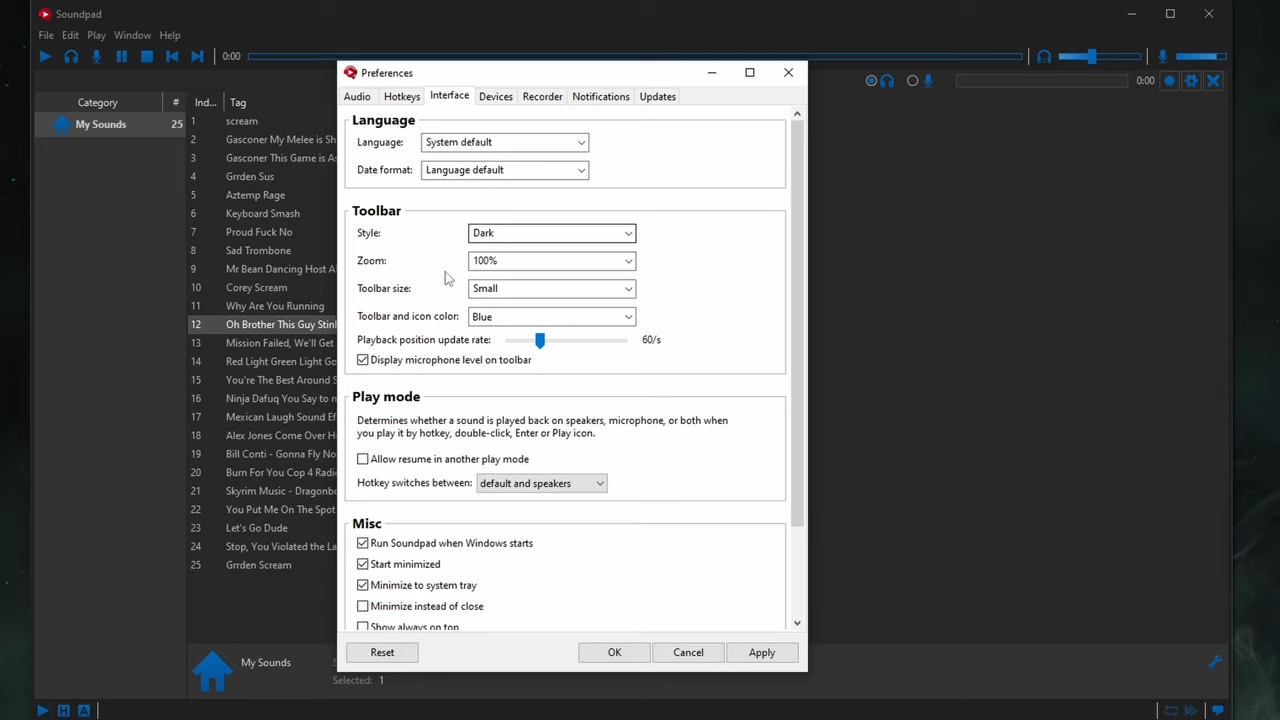 Soundpad
File Edit Play Window Help
0:00
0:00
Category #
My Sounds 25
Ind... Tag
1 scream
2 Gasconer My Melee is Sh
3 Gasconer This Game is As
4 Grrden Sus
5 Aztemp Rage
6 Keyboard Smash
7 Proud Fuck No
8 Sad Trombone
9 Mr Bean Dancing Host A
10 Corey Scream
11 Why Are You Running
12 Oh Brother This Guy Stink
13 Mission Failed, We'll Get
14 Red Light Green Light Go
15 You're The Best Around S
16 Ninja Dafuq You Say to n
17 Mexican Laugh Sound Ef
18 Alex Jones Come Over H
19 Bill Conti - Gonna Fly No
20 Burn For You Cop 4 Radi
21 Skyrim Music - Dragonbo
22 You Put Me On The Spot
23 Let's Go Dude
24 Stop, You Violated the La
25 Grrden Scream
My Sounds
Selected: 1
H A
Preferences
Audio Hotkeys Interface Devices Recorder Notifications Updates
Language
Language: System default
Date format: Language default
Toolbar
Style: Dark
Zoom: 100%
Toolbar size: Small
Toolbar and icon color: Blue
Playback position update rate: 60/s
Display microphone level on toolbar
Play mode
Determines whether a sound is played back on speakers, microphone, or both when
you play it by hotkey, double-click, Enter or Play icon.
Allow resume in another play mode
Hotkey switches between: default and speakers
Misc
Run Soundpad when Windows starts
Start minimized
Minimize to system tray
Minimize instead of close
Show always on top
Reset OK Cancel Apply